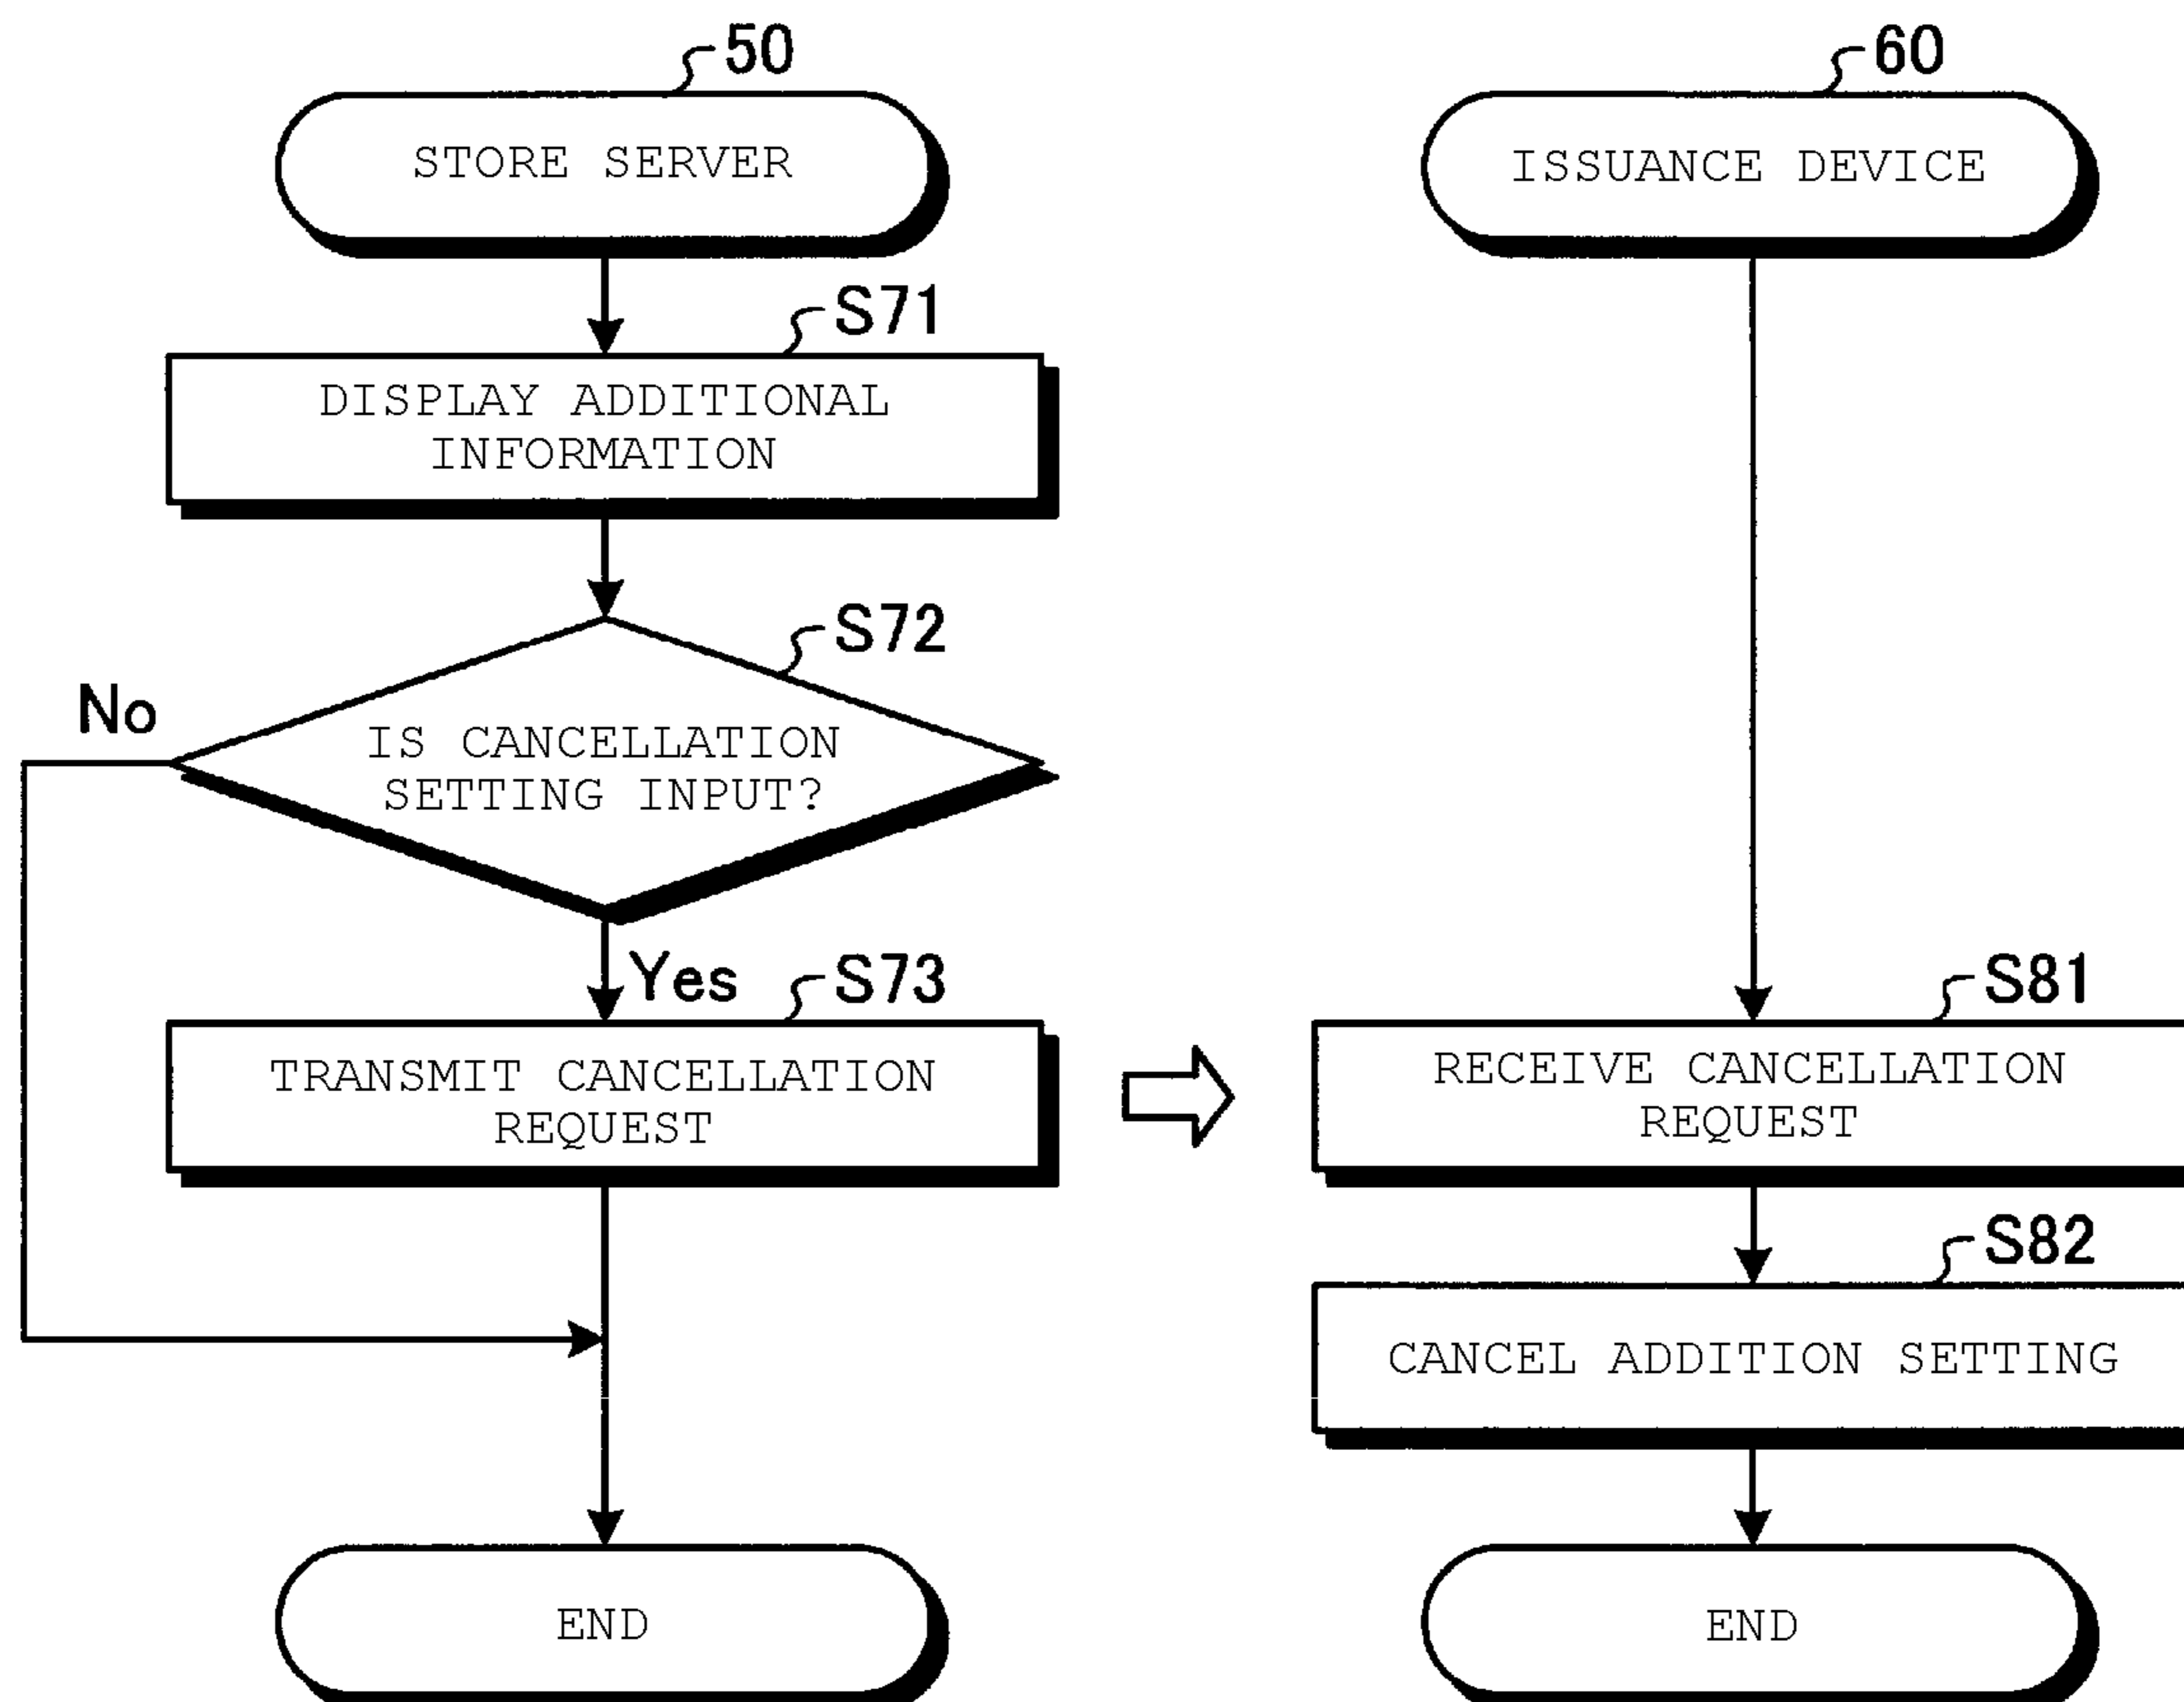 50
STORE SERVER
S71
DISPLAY ADDITIONAL
INFORMATION
S72
No
IS CANCELLATION
SETTING INPUT?
Yes
S73
TRANSMIT CANCELLATION
REQUEST
END
60
ISSUANCE DEVICE
S81
RECEIVE CANCELLATION
REQUEST
S82
CANCEL ADDITION SETTING
END